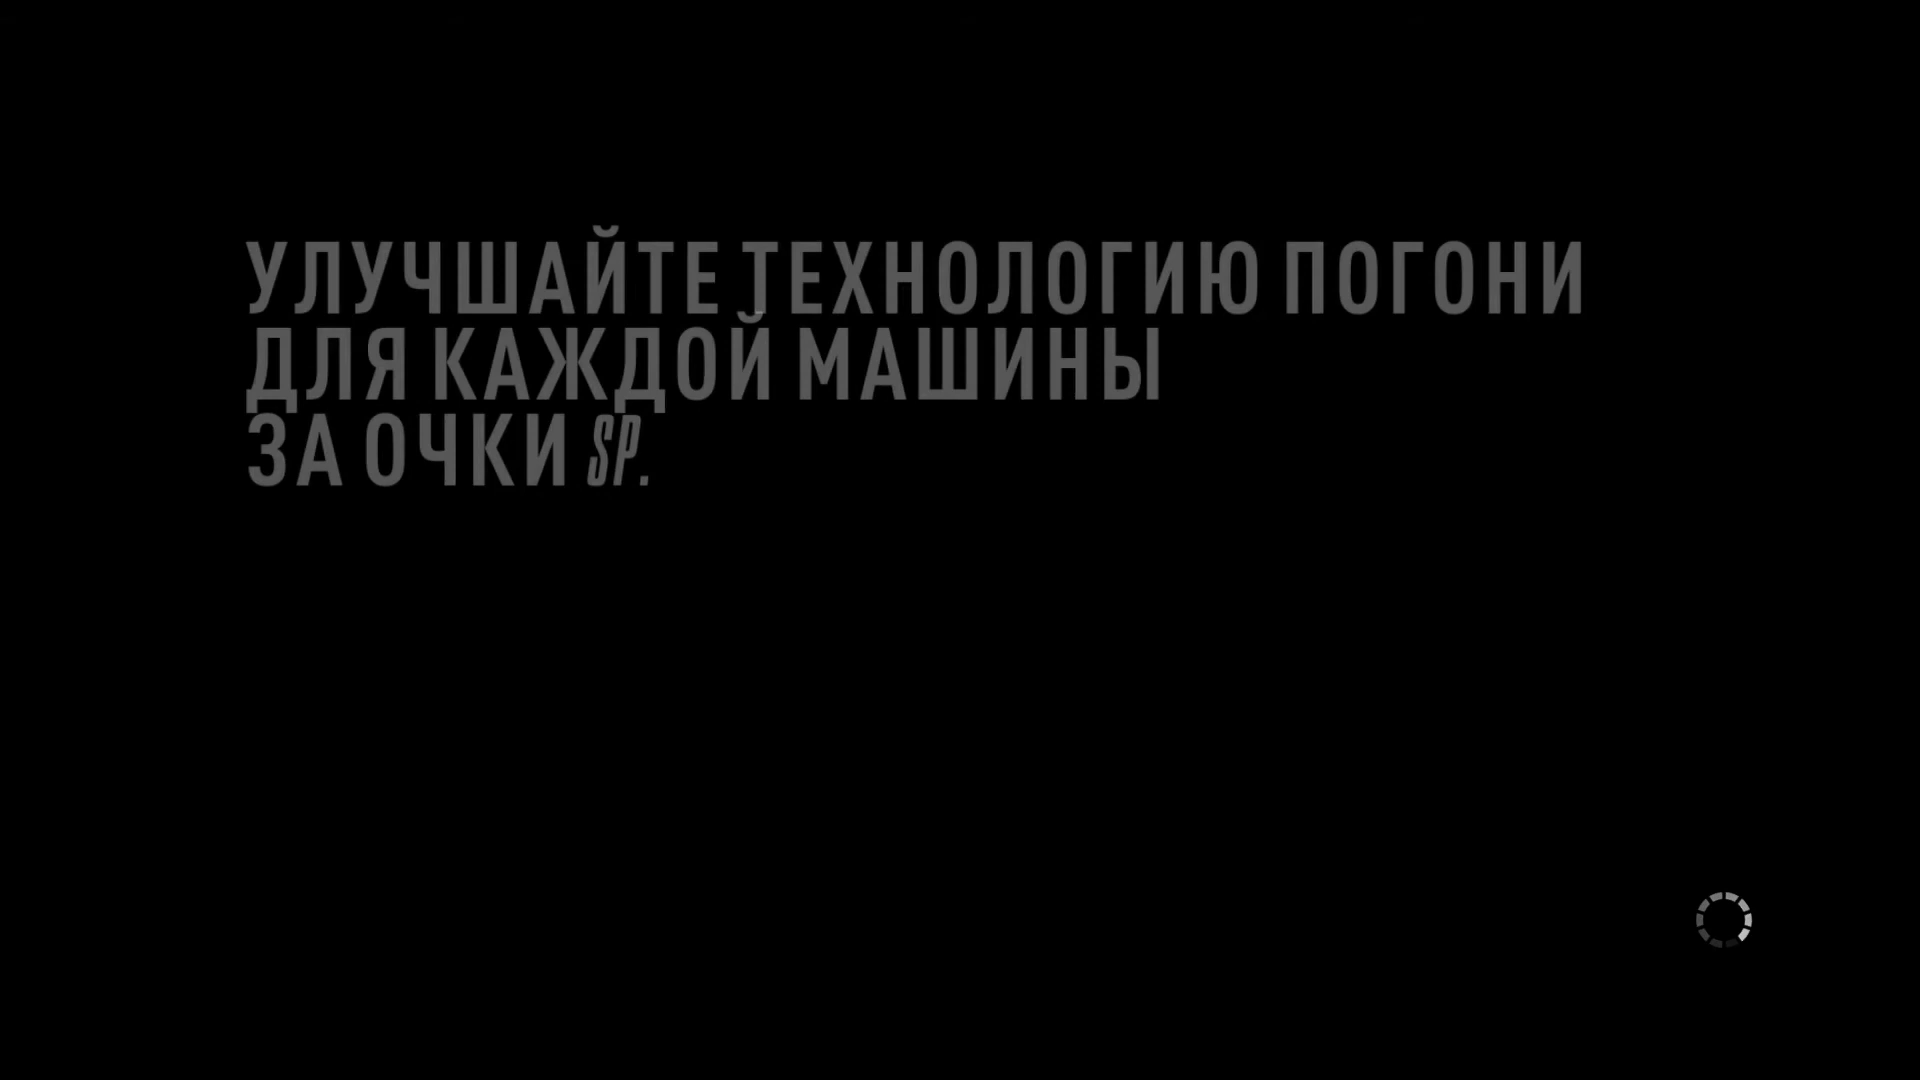 УЛУЧШАЙТЕ ТЕХНОЛОГИЮ ПОГОНИ
ДЛЯ КАЖДОЙ МАШИНЫ
ЗА ОЧКИ SP.